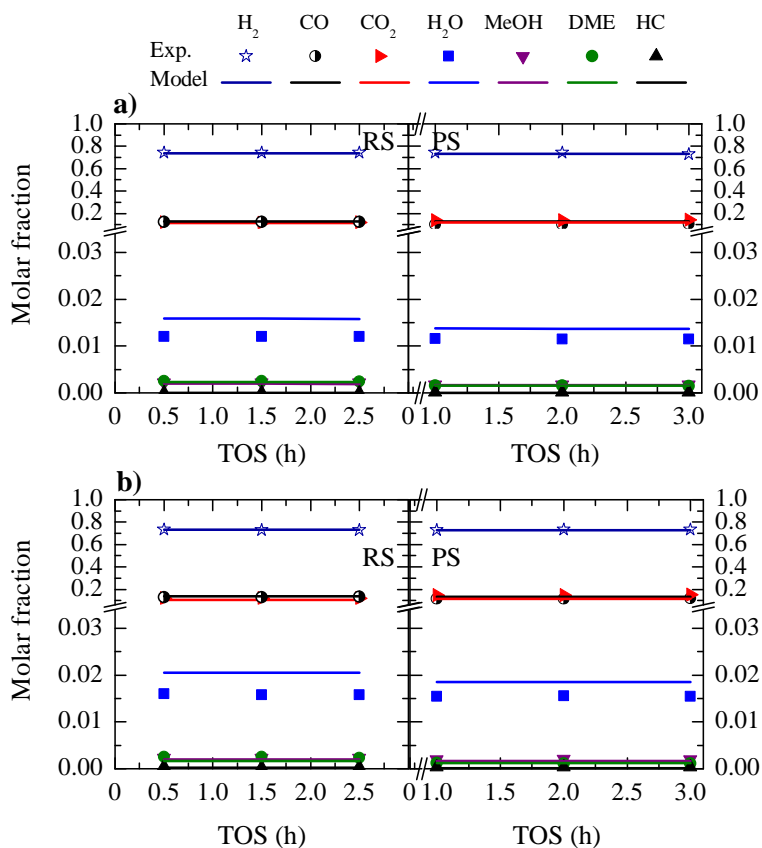 H₂ CO CO₂ H₂O MeOH DME HC
Exp.
Model
a)
1.0 RS PS 1.0
0.8 0.8
0.6 0.6
0.4 0.4
0.2 0.2
0.03 0.03
0.02 0.02
0.01 0.01
0.00 0.00
Molar fraction
0 0.5 1.0 1.5 2.0 2.5 0 1.0 1.5 2.0 2.5 3.0
TOS (h) TOS (h)
b)
1.0 1.0
0.8 0.8
0.6 0.6
RS PS
0.4 0.4
0.2 0.2
0.03 0.03
0.02 0.02
0.01 0.01
0.00 0.00
Molar fraction
0 0.5 1.0 1.5 2.0 2.5 0 1.0 1.5 2.0 2.5 3.0
TOS (h) TOS (h)